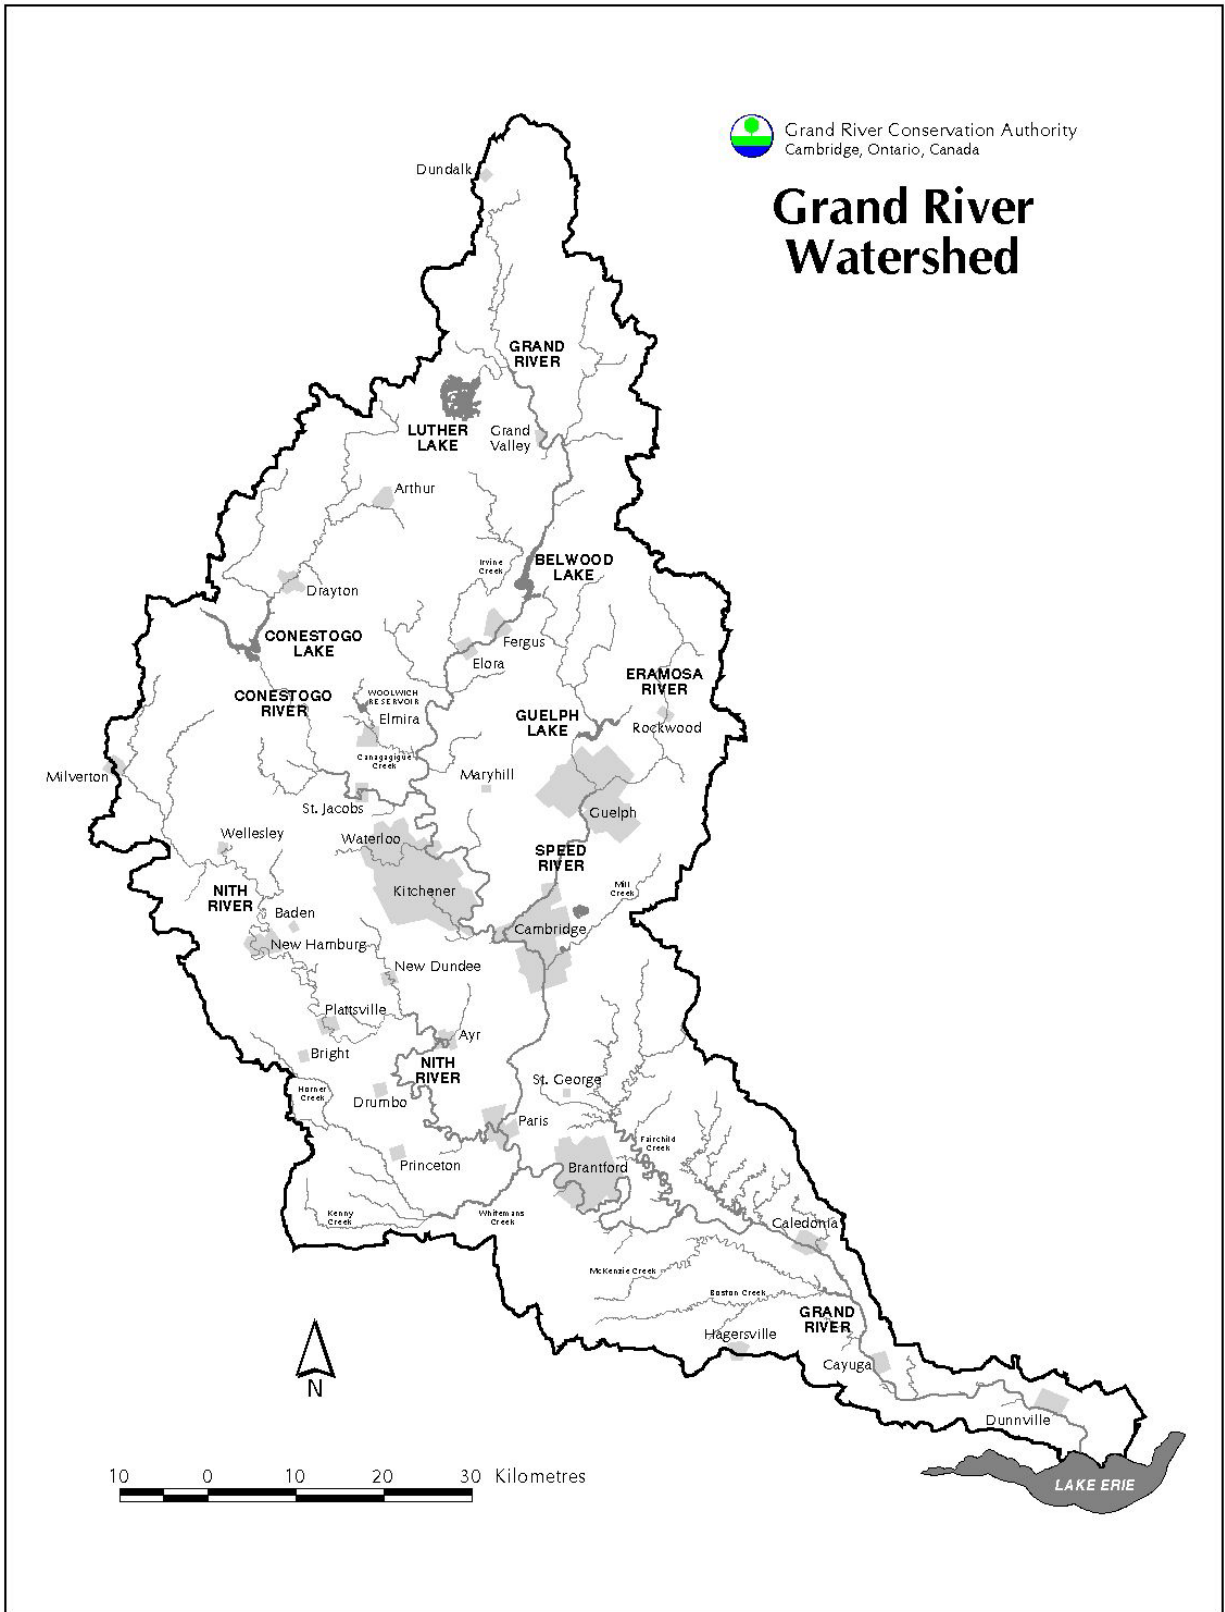 Grand River Conservation Authority
Cambridge, Ontario, Canada
Grand River
Watershed
Dundalk
GRAND
RIVER
LUTHER
LAKE
Grand
Valley
Arthur
Irvine
Creek
BELWOOD
LAKE
Drayton
CONESTOGO
LAKE
Fergus
Elora
ERAMOSA
RIVER
CONESTOGO
RIVER
WOOLWICH
RESERVOIR
Elmira
GUELPH
LAKE
Rockwood
Canagagigue
Creek
Milverton
Maryhill
St. Jacobs
Guelph
Wellesley
Waterloo
SPEED
RIVER
NITH
RIVER
Kitchener
Mill
Creek
Baden
Cambridge
New Hamburg
New Dundee
Plattsville
Ayr
Bright
NITH
RIVER
St. George
Horner
Creek
Drumbo
Paris
Fairchild
Creek
Princeton
Brantford
Kenny
Creek
Whitemans
Creek
Caledonia
McKenzie Creek
Boston Creek
GRAND
RIVER
Hagersville
Cayuga
N
Dunnville
LAKE ERIE
10 0 10 20 30 Kilometres